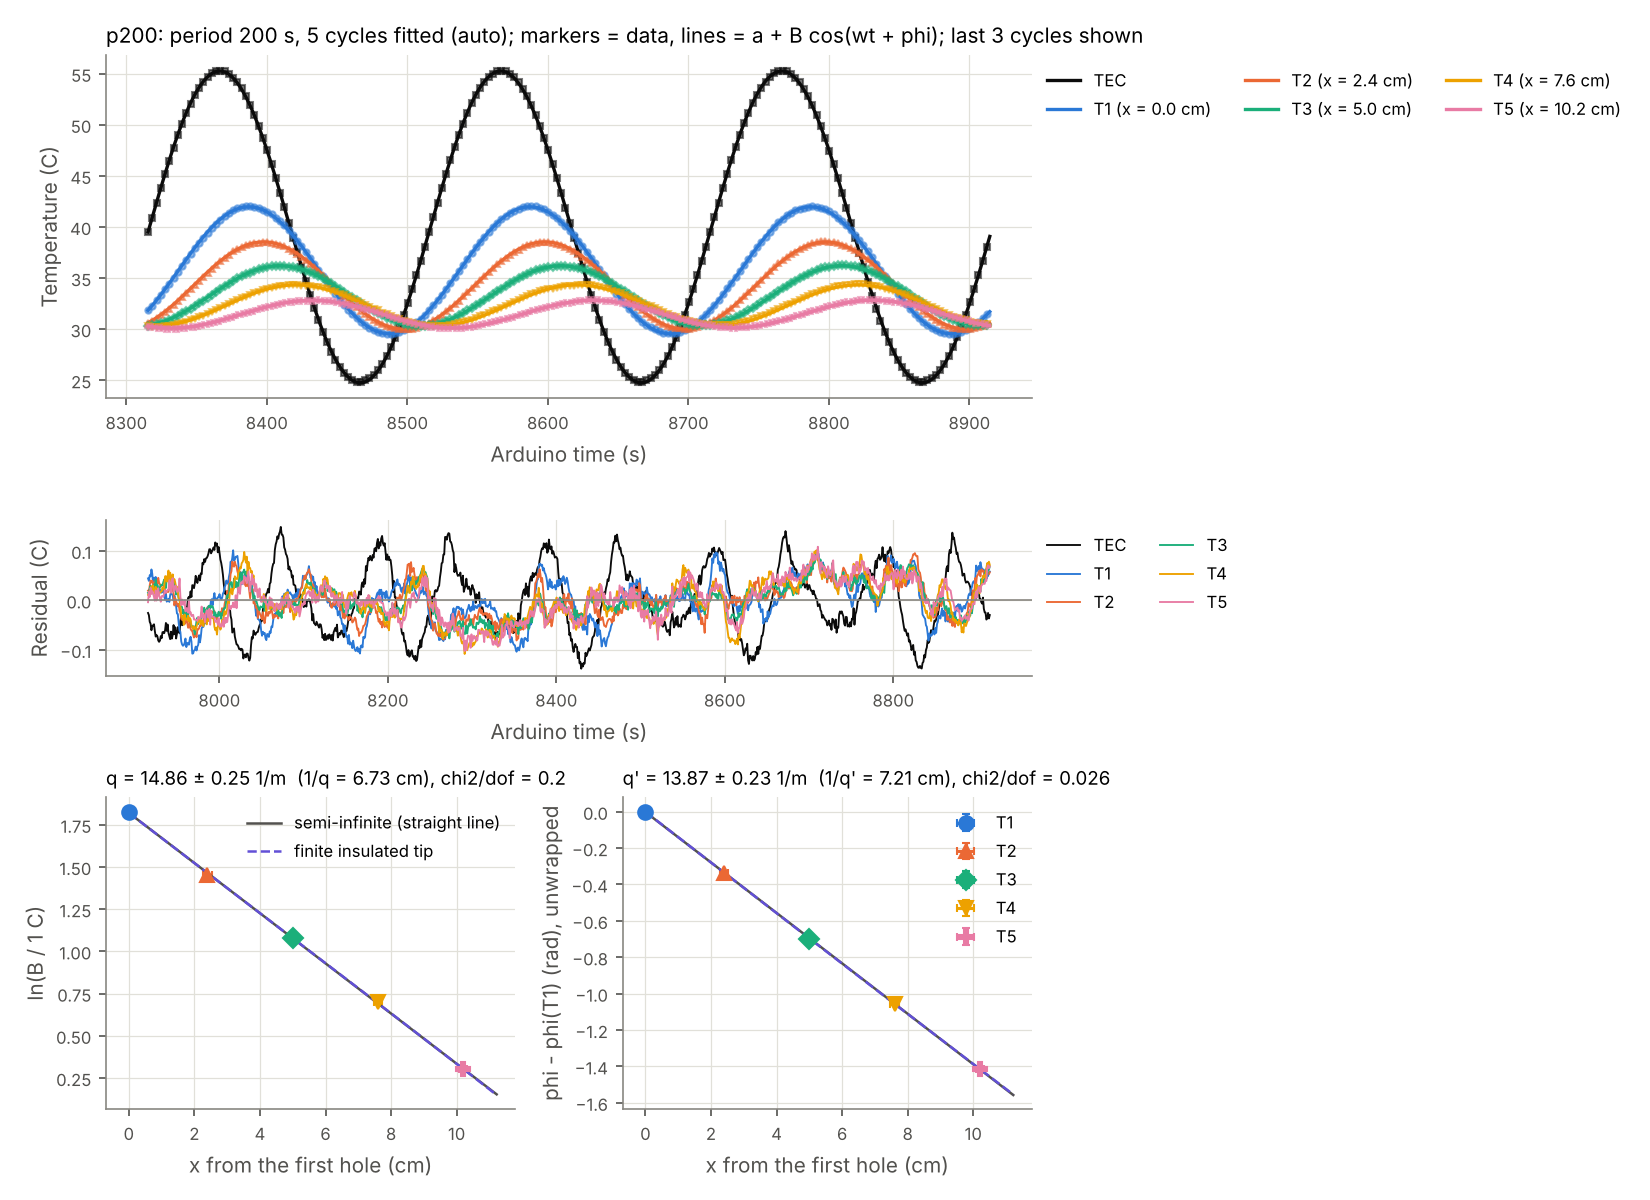 p200: period 200 s, 5 cycles fitted (auto); markers = data, lines = a + B cos(wt + phi); last 3 cycles shown
Temperature (C)
55
50
45
40
35
30
25
8300 8400 8500 8600 8700 8800 8900
Arduino time (s)
TEC T2 (x = 2.4 cm) T4 (x = 7.6 cm)
T1 (x = 0.0 cm) T3 (x = 5.0 cm) T5 (x = 10.2 cm)
Residual (C)
0.1
0.0
−0.1
8000 8200 8400 8600 8800
Arduino time (s)
TEC T3
T1 T4
T2 T5
q = 14.86 ± 0.25 1/m (1/q = 6.73 cm), chi2/dof = 0.2
ln(B / 1 C)
1.75
1.50
1.25
1.00
0.75
0.50
0.25
semi-infinite (straight line)
finite insulated tip
0 2 4 6 8 10
x from the first hole (cm)
q' = 13.87 ± 0.23 1/m (1/q' = 7.21 cm), chi2/dof = 0.026
phi - phi(T1) (rad), unwrapped
0.0
−0.2
−0.4
−0.6
−0.8
−1.0
−1.2
−1.4
−1.6
T1
T2
T3
T4
T5
0 2 4 6 8 10
x from the first hole (cm)